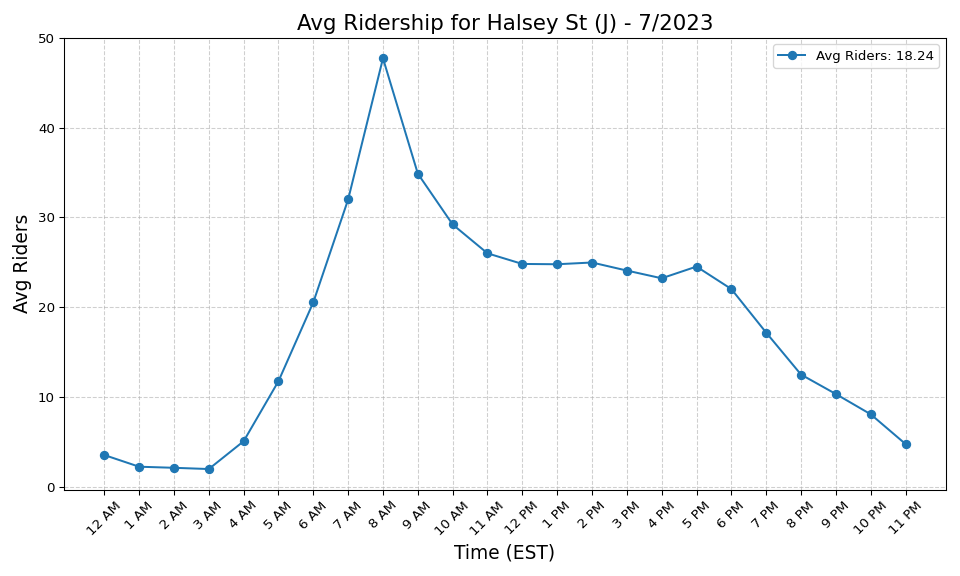 Avg Ridership for Halsey St (J) - 7/2023
Avg Riders: 18.24
Avg Riders
50
40
30
20
10
0
12 AM
1 AM
2 AM
3 AM
4 AM
5 AM
6 AM
7 AM
8 AM
9 AM
10 AM
11 AM
12 PM
1 PM
2 PM
3 PM
4 PM
5 PM
6 PM
7 PM
8 PM
9 PM
10 PM
11 PM
Time (EST)